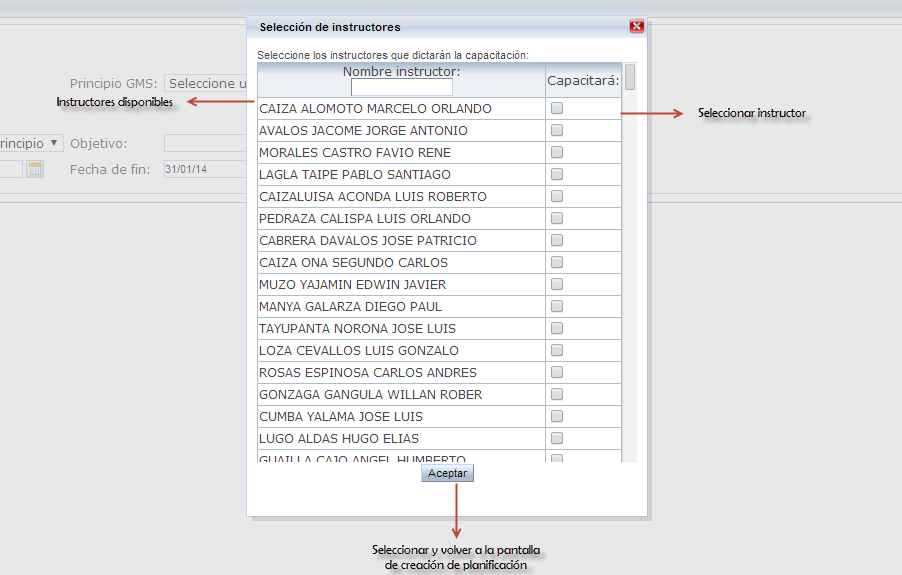 Selección de instructores
Seleccione los instructores que dictarán la capacitación:
Nombre instructor:
Capacitará:
Principio GMS: Seleccione u
Instructores disponibles
Seleccionar instructor
rincipio Objetivo:
Fecha de fin: 31/01/14
CAIZA ALOMOTO MARCELO ORLANDO
AVALOS JACOME JORGE ANTONIO
MORALES CASTRO FAVIO RENE
LAGLA TAIPE PABLO SANTIAGO
CAIZALUISA ACONDA LUIS ROBERTO
PEDRAZA CALISPA LUIS ORLANDO
CABRERA DAVALOS JOSE PATRICIO
CAIZA ONA SEGUNDO CARLOS
MUZO YAJAMIN EDWIN JAVIER
MANYA GALARZA DIEGO PAUL
TAYUPANTA NORONA JOSE LUIS
LOZA CEVALLOS LUIS GONZALO
ROSAS ESPINOSA CARLOS ANDRES
GONZAGA GANGULA WILLAN ROBER
CUMBA YALAMA JOSE LUIS
LUGO ALDAS HUGO ELIAS
GUAILLA CAJO ANGEL HUMBERTO
Aceptar
Seleccionar y volver a la pantalla
de creación de planificación